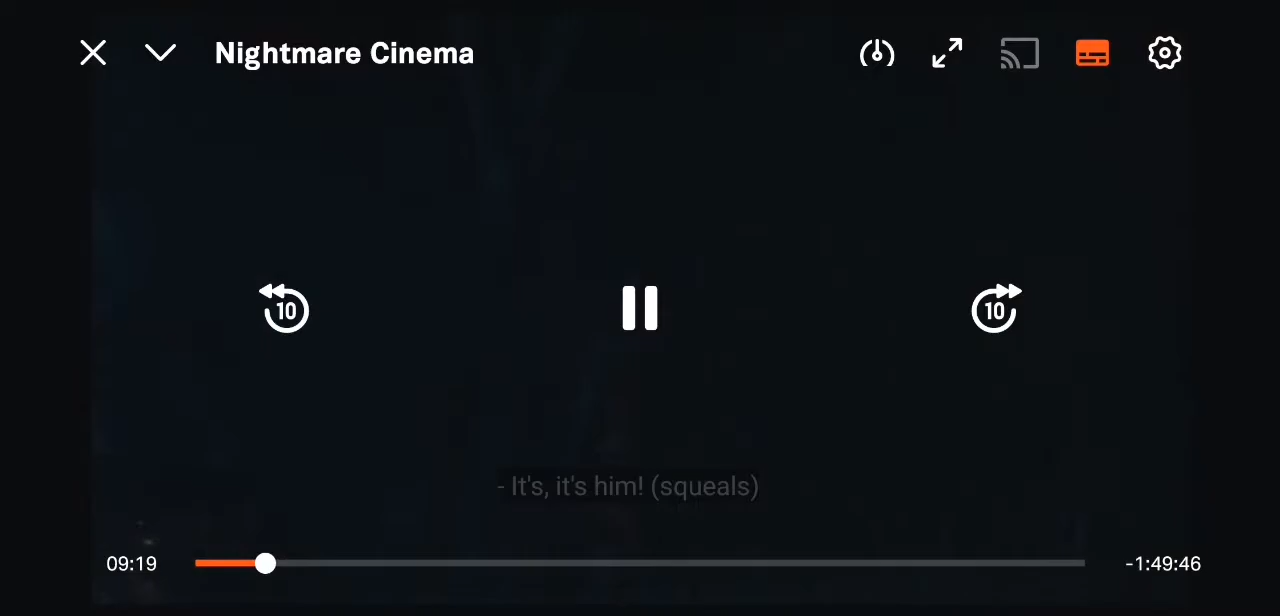 Nightmare Cinema
10
10
- It's, it's him! (squeals)
09:19
-1:49:46